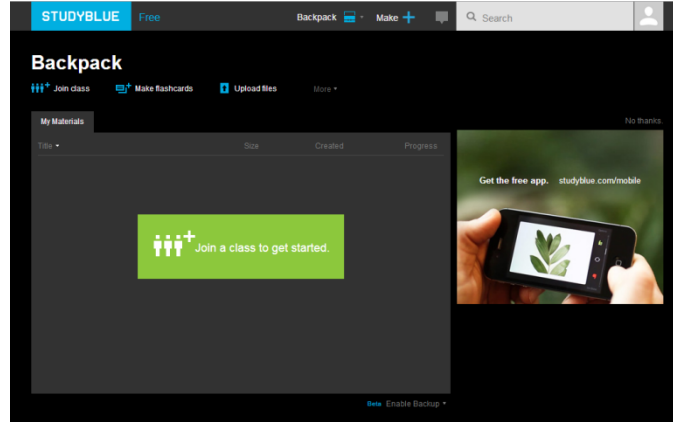 STUDYBLUE Free Backpack Make Search
Backpack
Join class Make flashcards Upload files More
My Materials
No thanks.
Title Size Created Progress
Get the free app. studyblue.com/mobile
Join a class to get started.
Beta Enable Backup